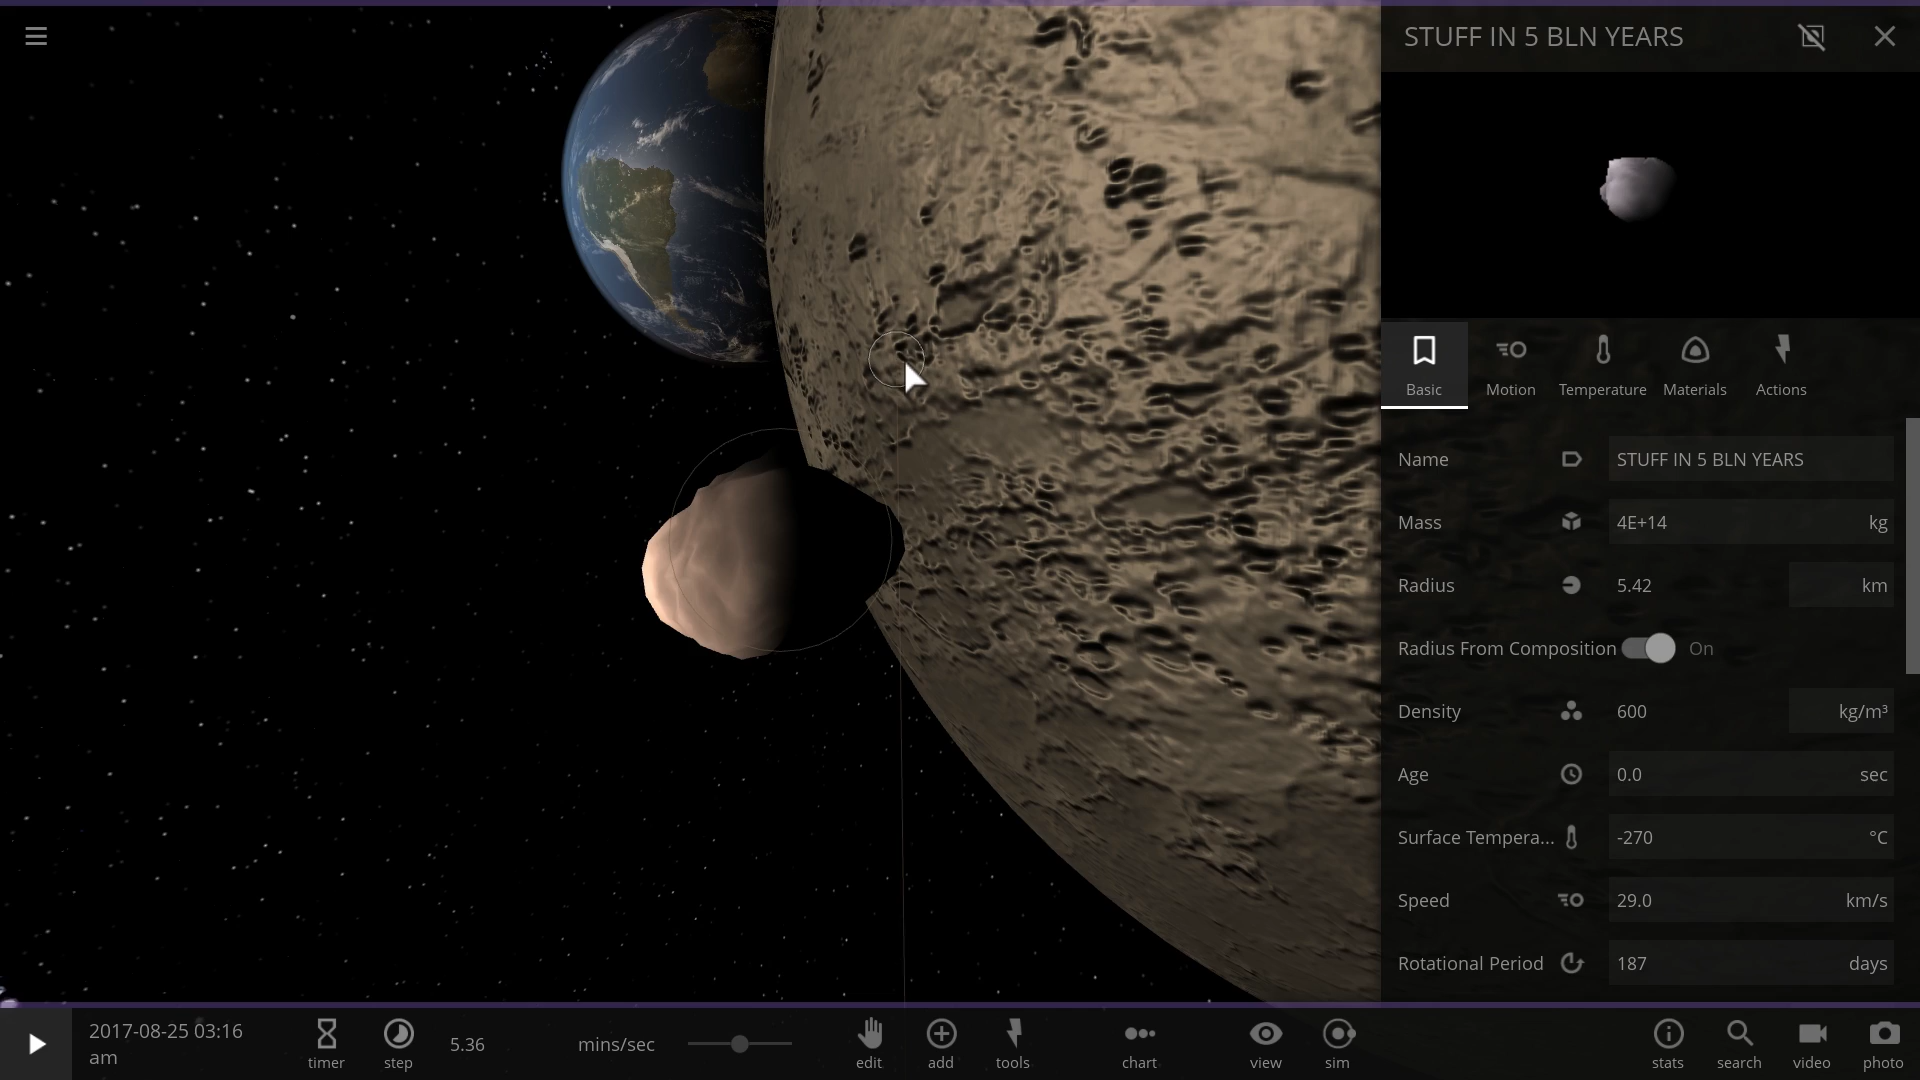 STUFF IN 5 BLN YEARS
Basic
Motion
Temperature
Materials
Actions
Name
STUFF IN 5 BLN YEARS
Mass
4E+14 kg
Radius
5.42 km
Radius From Composition
On
Density
600 kg/m³
Age
0.0 sec
Surface Tempera...
-270 °C
Speed
29.0 km/s
Rotational Period
187 days
2017-08-25 03:16
am
timer
step
5.36
mins/sec
edit
add
tools
chart
view
sim
stats
search
video
photo